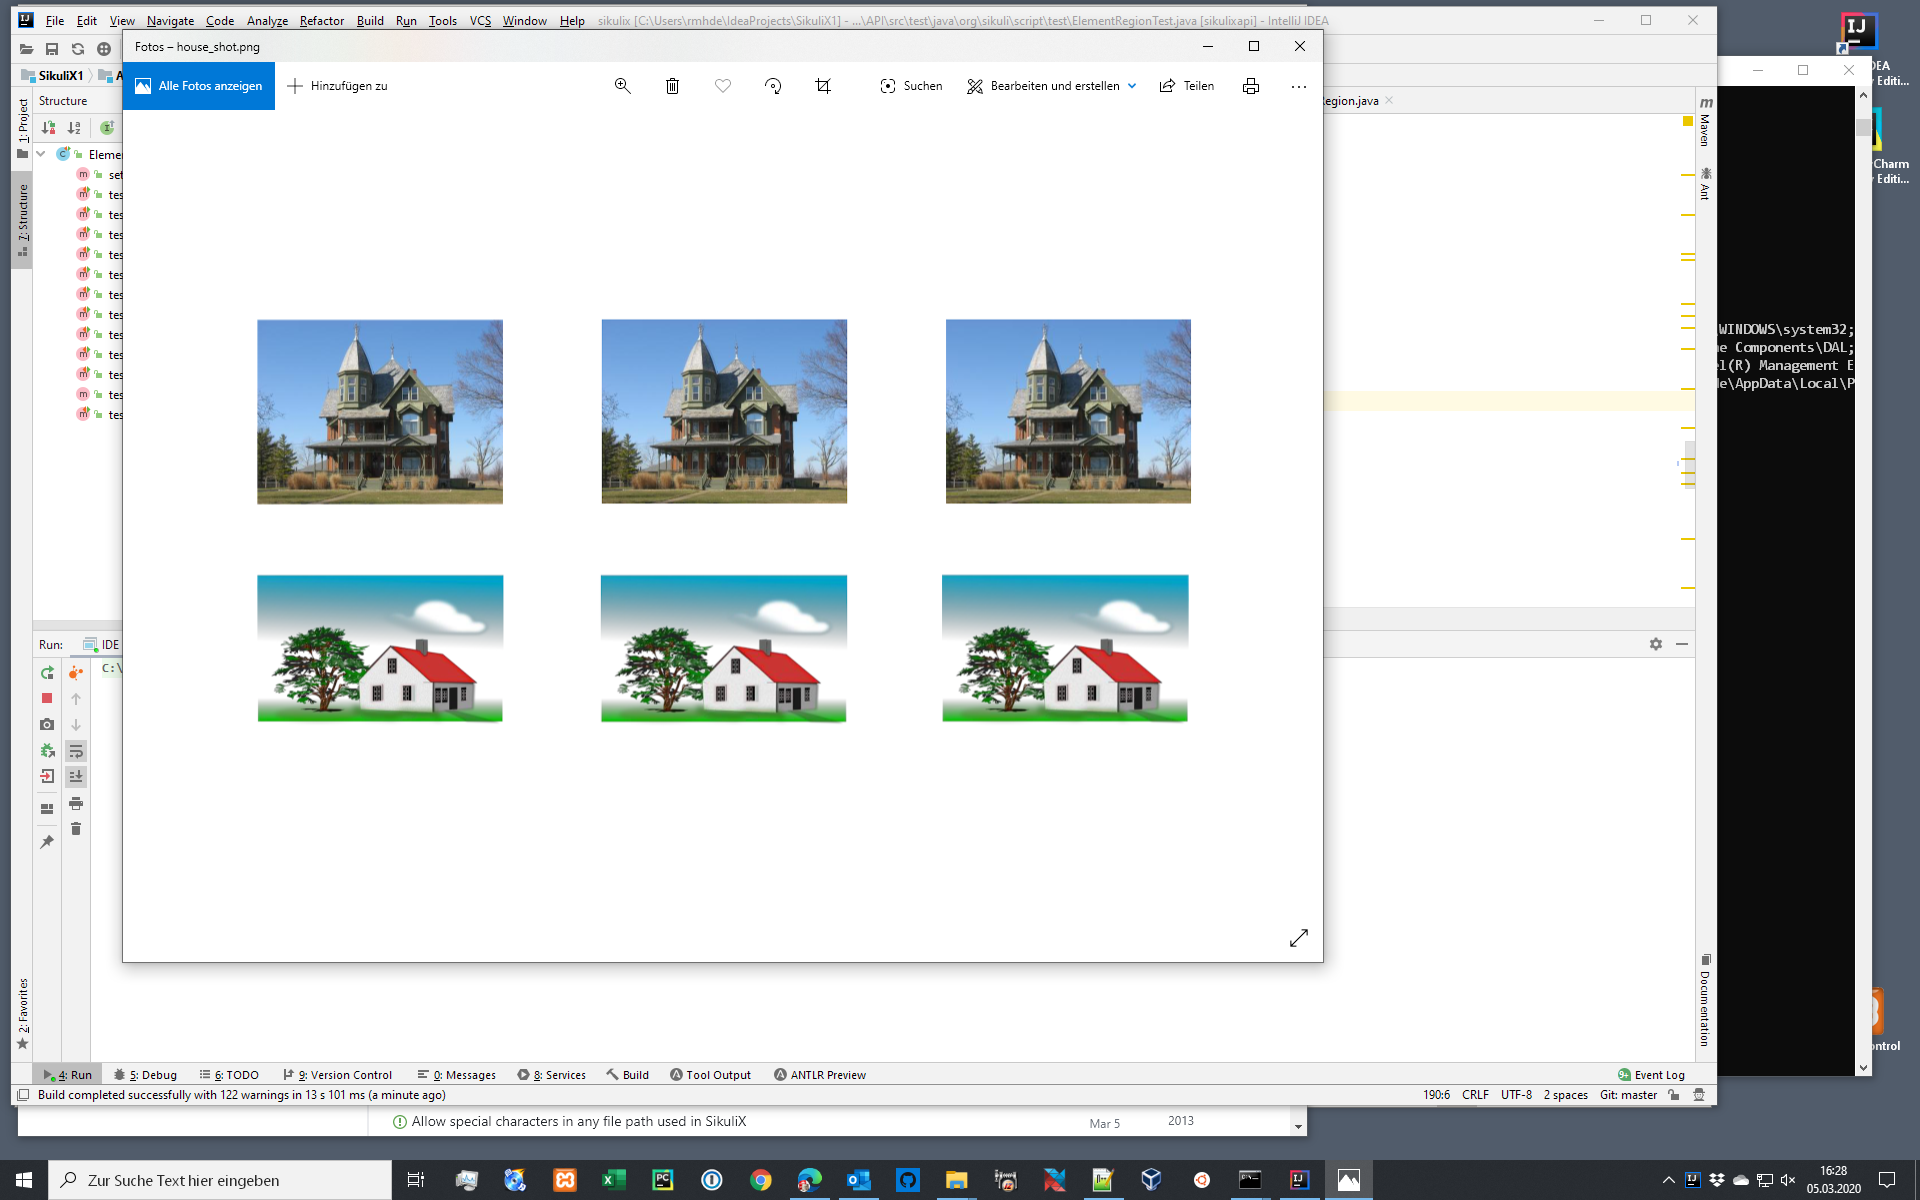 File Edit View Navigate Code Analyze Refactor Build Run Tools VCS Window Help sikulix [C:\Users\rmhde\IdeaProjects\SikuliX1] - ...\API\src\test\java\org\sikuli\script\test\ElementRegionTest.java [sikulixapi] - IntelliJ IDEA
Fotos – house_shot.png
SikuliX1
Alle Fotos anzeigen
Hinzufügen zu
Suchen
Bearbeiten und erstellen
Teilen
Structure
egion.java
1: Project
7: Structure
Eleme
set
tes
tes
tes
tes
tes
tes
tes
tes
tes
tes
tes
tes
Maven
Ant
DEA
Editi...
Charm
Editi...
\WINDOWS\system32;
e Components\DAL;
el(R) Management E
de\AppData\Local\P
Run: IDE
C:\
2: Favorites
Documentation
ontrol
4: Run 5: Debug 6: TODO 9: Version Control 0: Messages 8: Services Build Tool Output ANTLR Preview Event Log
Build completed successfully with 122 warnings in 13 s 101 ms (a minute ago) 190:6 CRLF UTF-8 2 spaces Git: master
Allow special characters in any file path used in SikuliX Mar 5 2013
Zur Suche Text hier eingeben
16:28
05.03.2020